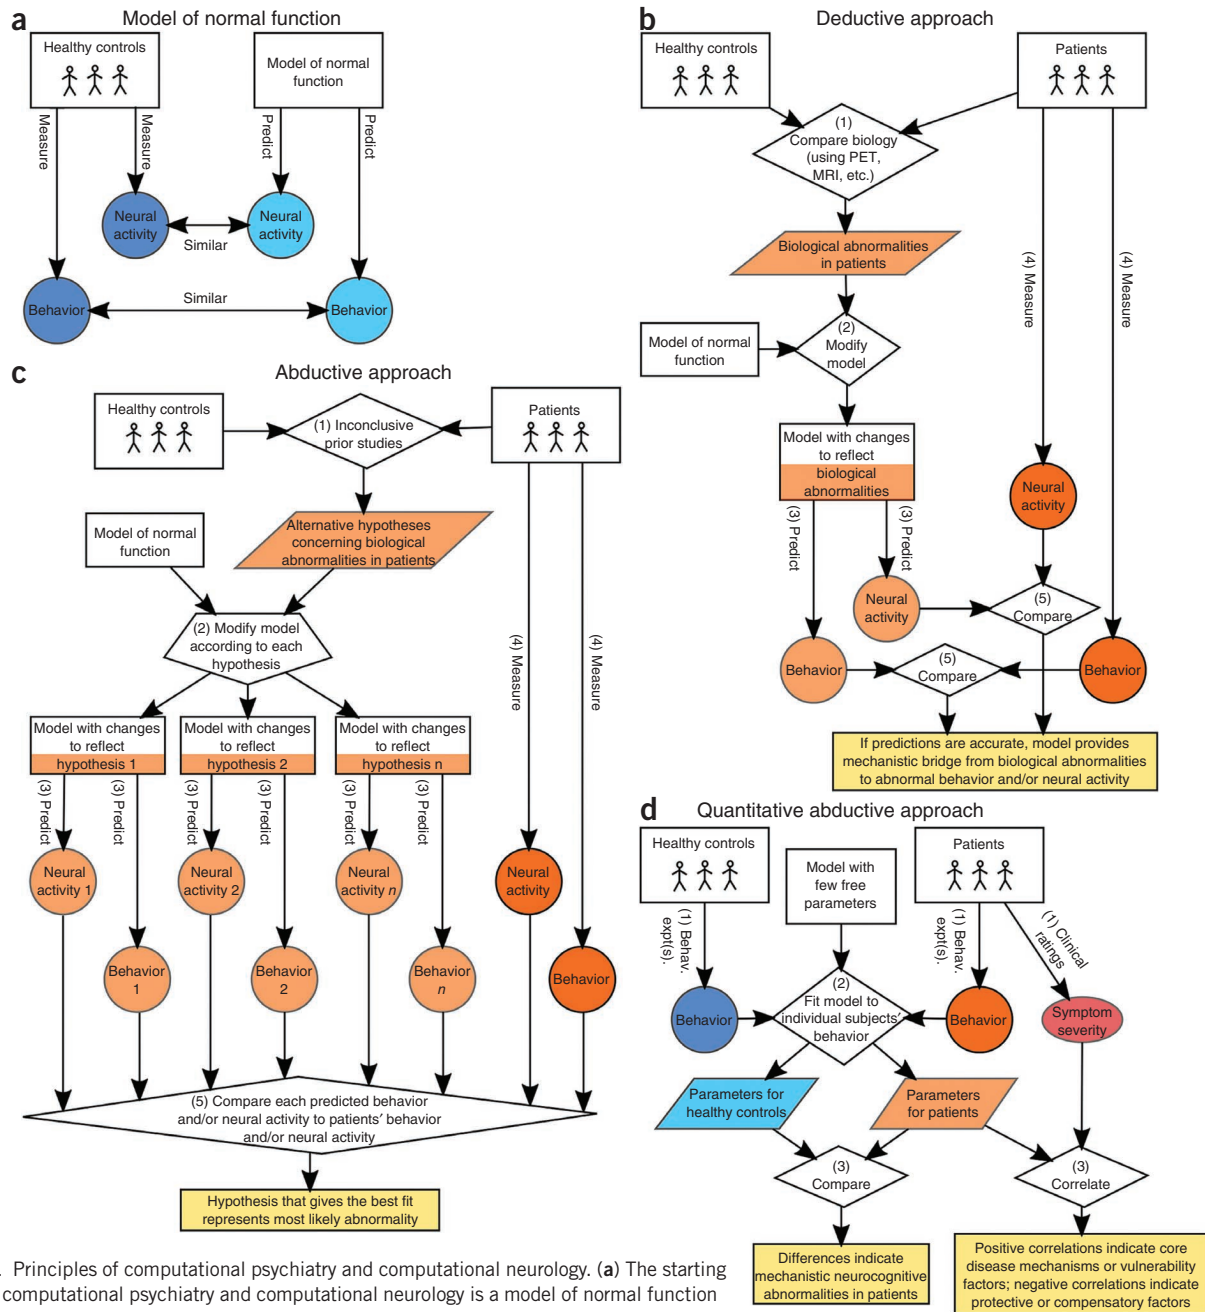 a
Model of normal function
Healthy controls
Model of normal
function
Measure
Measure
Predict
Predict
Neural
activity
Neural
activity
Similar
Behavior
Similar
Behavior
b
Deductive approach
Healthy controls
Patients
(1)
Compare biology
(using PET,
MRI, etc.)
Biological abnormalities
in patients
(4) Measure
(4) Measure
Model of normal
function
(2)
Modify
model
Model with changes
to reflect
biological
abnormalities
(3) Predict
(3) Predict
Neural
activity
Neural
activity
(5)
Compare
Behavior
(5)
Compare
Behavior
If predictions are accurate, model provides
mechanistic bridge from biological abnormalities
to abnormal behavior and/or neural activity
c
Abductive approach
Healthy controls
(1) Inconclusive
prior studies
Patients
Model of normal
function
Alternative hypotheses
concerning biological
abnormalities in patients
(2) Modify model
according to each
hypothesis
(4) Measure
(4) Measure
Model with changes
to reflect
hypothesis 1
Model with changes
to reflect
hypothesis 2
Model with changes
to reflect
hypothesis n
(3) Predict
(3) Predict
(3) Predict
(3) Predict
(3) Predict
(3) Predict
Neural
activity 1
Neural
activity 2
Neural
activity n
Neural
activity
Behavior
1
Behavior
2
Behavior
n
Behavior
(5) Compare each predicted behavior
and/or neural activity to patients′ behavior
and/or neural activity
Hypothesis that gives the best fit
represents most likely abnormality
d
Quantitative abductive approach
Healthy controls
Model with
few free
parameters
Patients
(1) Behav.
expt(s).
(1) Behav.
expt(s).
(1) Clinical
ratings
Behavior
(2)
Fit model to
individual subjects′
behavior
Behavior
Symptom
severity
Parameters for
healthy controls
Parameters
for patients
(3)
Compare
(3)
Correlate
Differences indicate
mechanistic neurocognitive
abnormalities in patients
Positive correlations indicate core
disease mechanisms or vulnerability
factors; negative correlations indicate
protective or compensatory factors
Principles of computational psychiatry and computational neurology. (a) The starting
computational psychiatry and computational neurology is a model of normal function